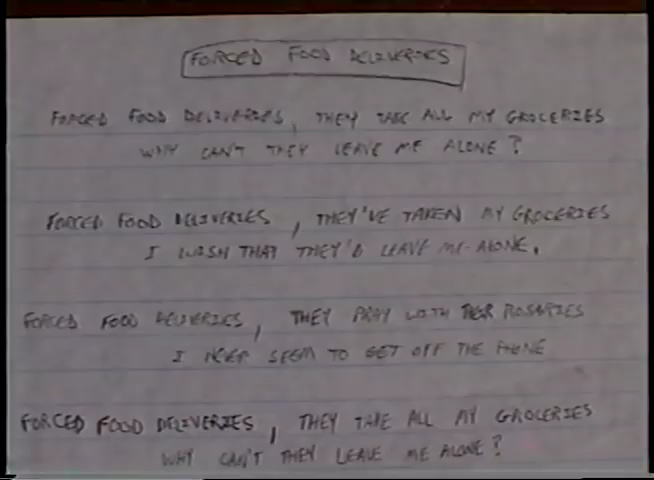 FORCED FOOD DELIVERIES
FORCED FOOD DELIVERIES, THEY TAKE ALL MY GROCERIES
WHY CAN'T THEY LEAVE ME ALONE?
FORCED FOOD DELIVERIES, THEY'VE TAKEN MY GROCERIES
I WISH THAT THEY'D LEAVE ME ALONE.
FORCED FOOD DELIVERIES, THEY PRAY WITH THEIR ROSARIES
I NEVER SEEM TO GET OFF THE PHONE
FORCED FOOD DELIVERIES, THEY TAKE ALL MY GROCERIES
WHY CAN'T THEY LEAVE ME ALONE?